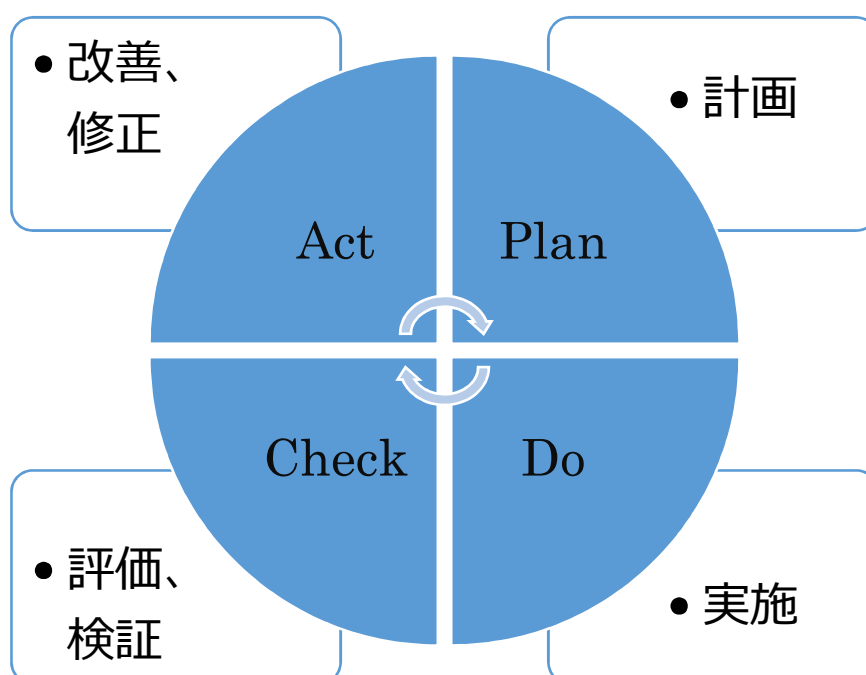 • 改善、
修正
• 計画
Act
Plan
Check
Do
• 評価、
検証
• 実施